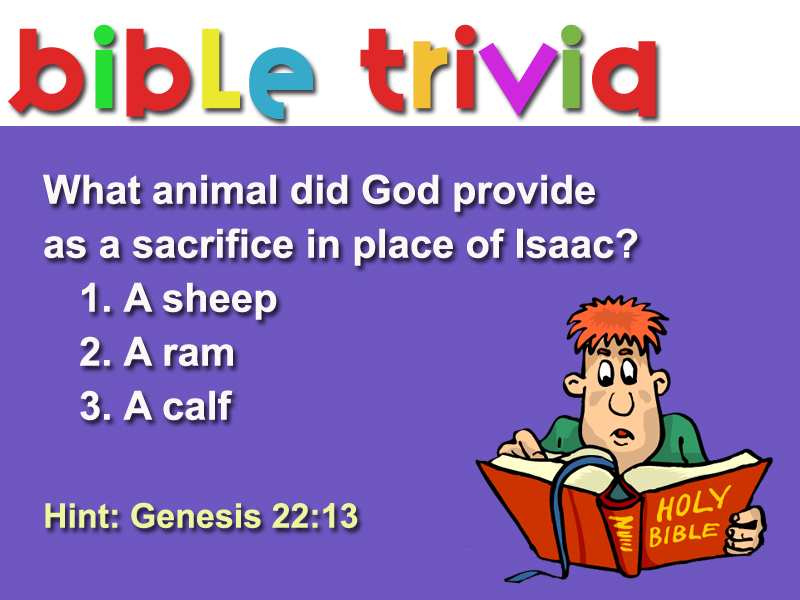 bible trivia
What animal did God provide
as a sacrifice in place of Isaac?
1. A sheep
2. A ram
3. A calf
Hint: Genesis 22:13
HOLY
BIBLE